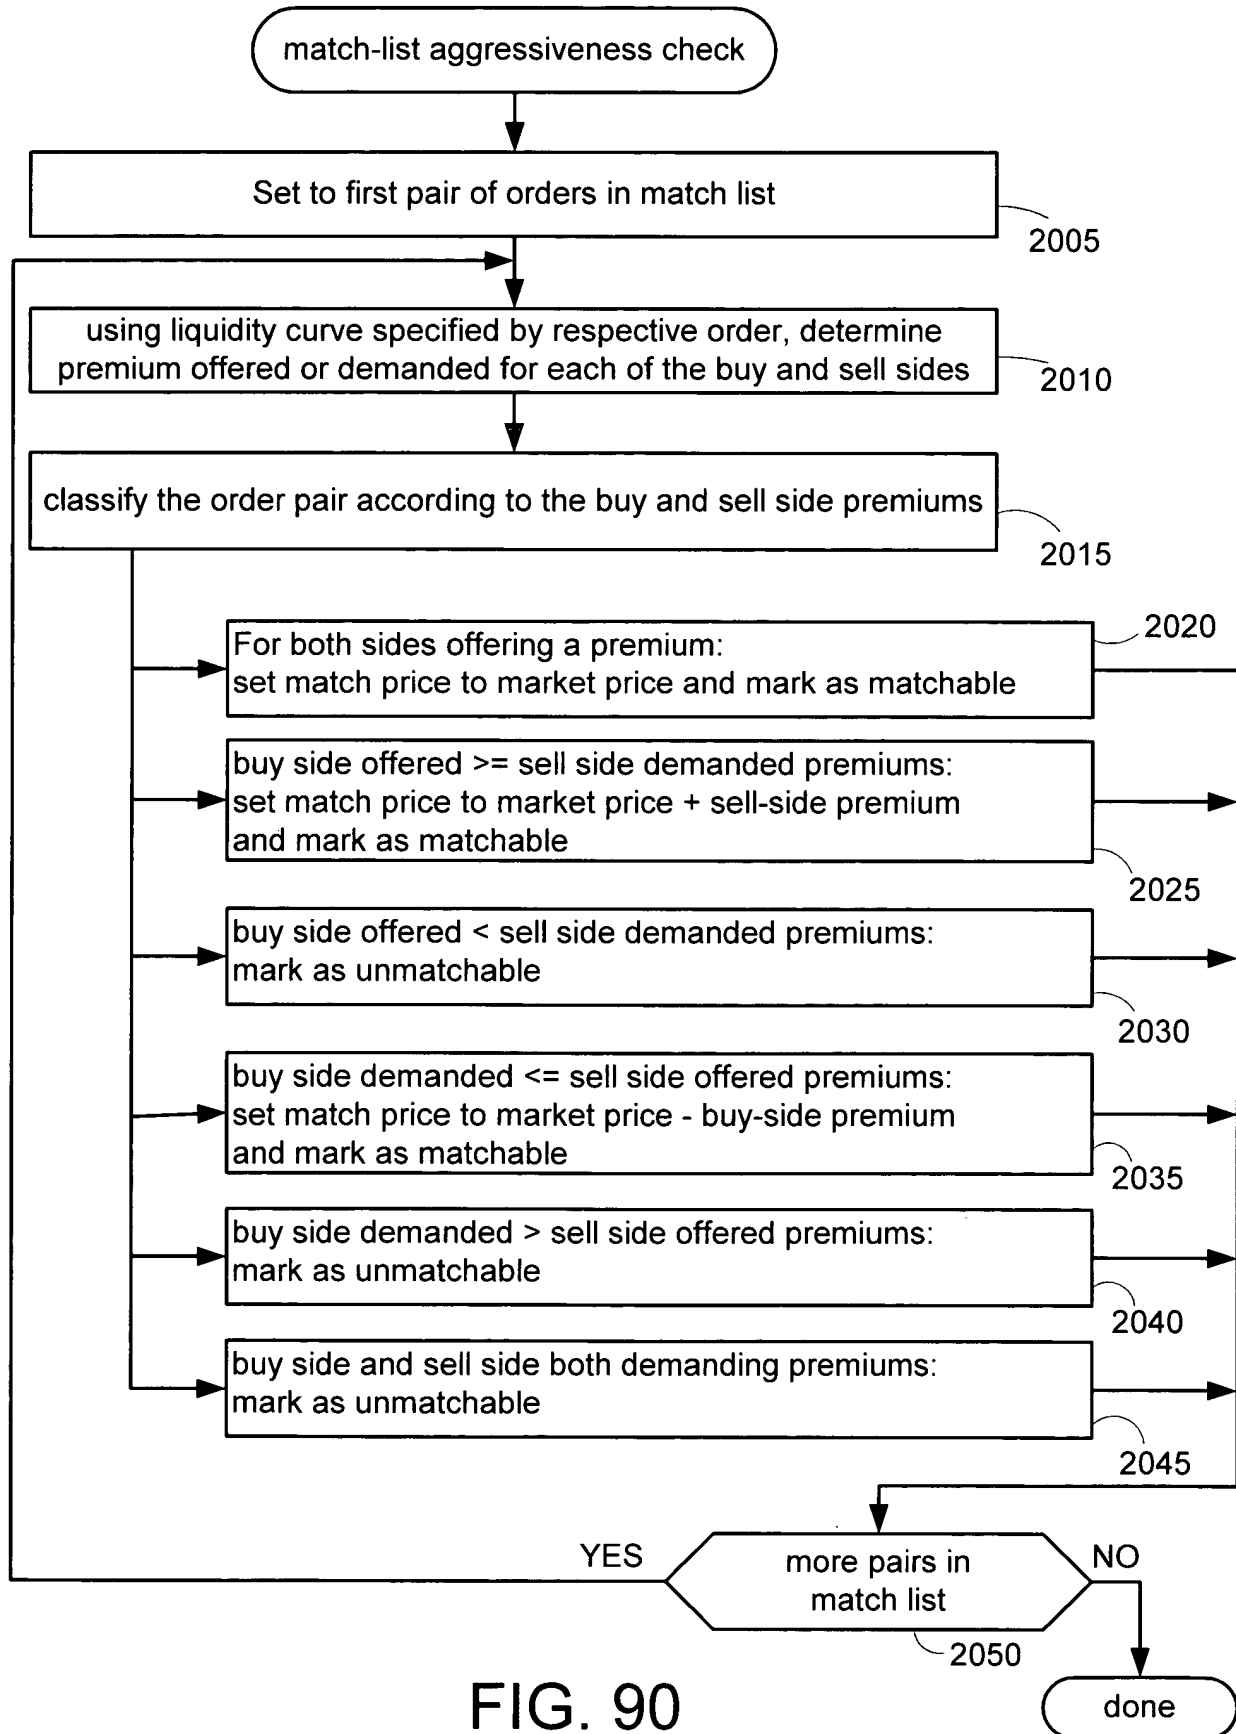 match-list aggressiveness check
Set to first pair of orders in match list
2005
using liquidity curve specified by respective order, determine
premium offered or demanded for each of the buy and sell sides
2010
classify the order pair according to the buy and sell side premiums
2015
For both sides offering a premium:
set match price to market price and mark as matchable
2020
buy side offered >= sell side demanded premiums:
set match price to market price + sell-side premium
and mark as matchable
2025
buy side offered < sell side demanded premiums:
mark as unmatchable
2030
buy side demanded <= sell side offered premiums:
set match price to market price - buy-side premium
and mark as matchable
2035
buy side demanded > sell side offered premiums:
mark as unmatchable
2040
buy side and sell side both demanding premiums:
mark as unmatchable
2045
YES
more pairs in
match list
NO
2050
done
FIG. 90